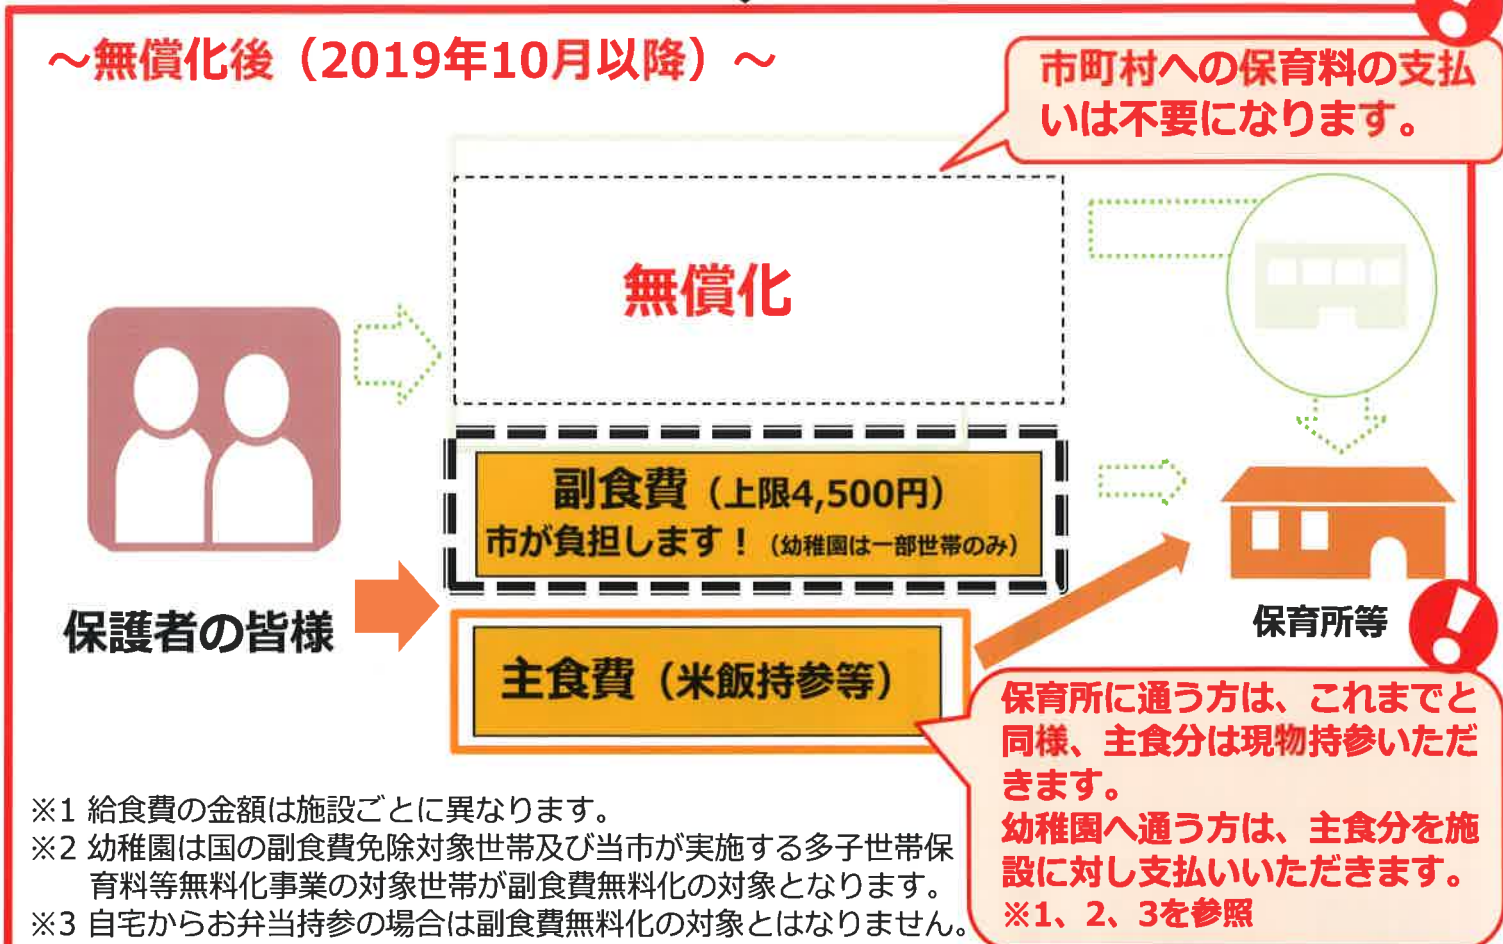 ～無償化後（2019年10月以降）～
市町村への保育料の支払
いは不要になります。
無償化
副食費（上限4,500円）
市が負担します！（幼稚園は一部世帯のみ）
保護者の皆様
主食費（米飯持参等）
保育所等
保育所に通う方は、これまでと
同様、主食分は現物持参いただ
きます。
幼稚園へ通う方は、主食分を施
設に対し支払いいただきます。
※1、2、3を参照
※1 給食費の金額は施設ごとに異なります。
※2 幼稚園は国の副食費免除対象世帯及び当市が実施する多子世帯保
育料等無料化事業の対象世帯が副食費無料化の対象となります。
※3 自宅からお弁当持参の場合は副食費無料化の対象とはなりません。